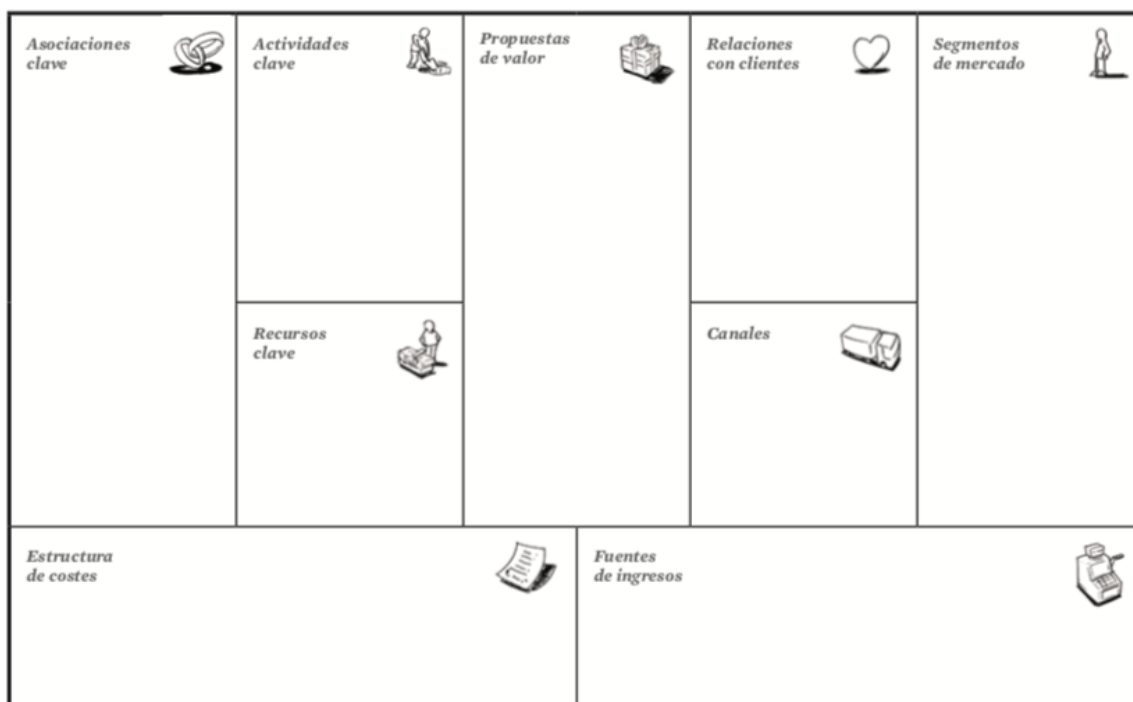 Asociaciones
clave
Actividades
clave
Propuestas
de valor
Relaciones
con clientes
Segmentos
de mercado
Recursos
clave
Canales
Estructura
de costes
Fuentes
de ingresos